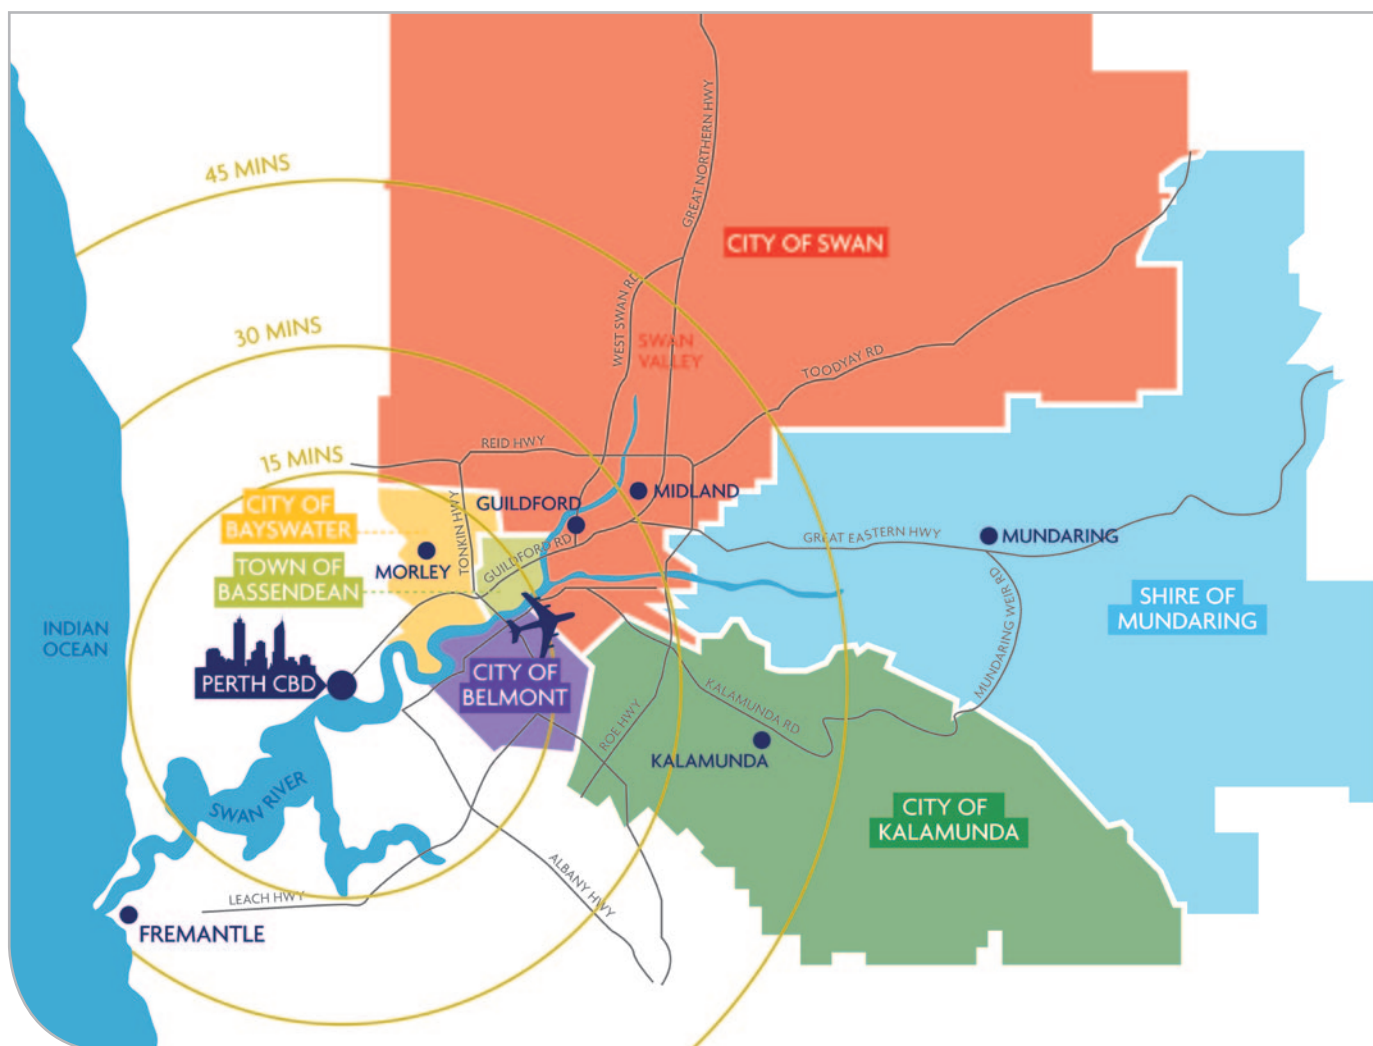 45 MINS
GREAT NORTHERN HWY
CITY OF SWAN
30 MINS
WEST SWAN RD
SWAN
VALLEY
TOODYAY RD
15 MINS
REID HWY
CITY OF
BAYSWATER
TONKIN HWY
GUILDFORD
MIDLAND
GREAT EASTERN HWY
MUNDARING
MORLEY
GUILDFORD RD
TOWN OF
BASSENDEAN
SHIRE OF
MUNDARING
MUNDARING WEIR RD
INDIAN
OCEAN
PERTH CBD
CITY OF
BELMONT
KALAMUNDA RD
ROE HWY
KALAMUNDA
SWAN RIVER
CITY OF
KALAMUNDA
ALBANY HWY
LEACH HWY
FREMANTLE